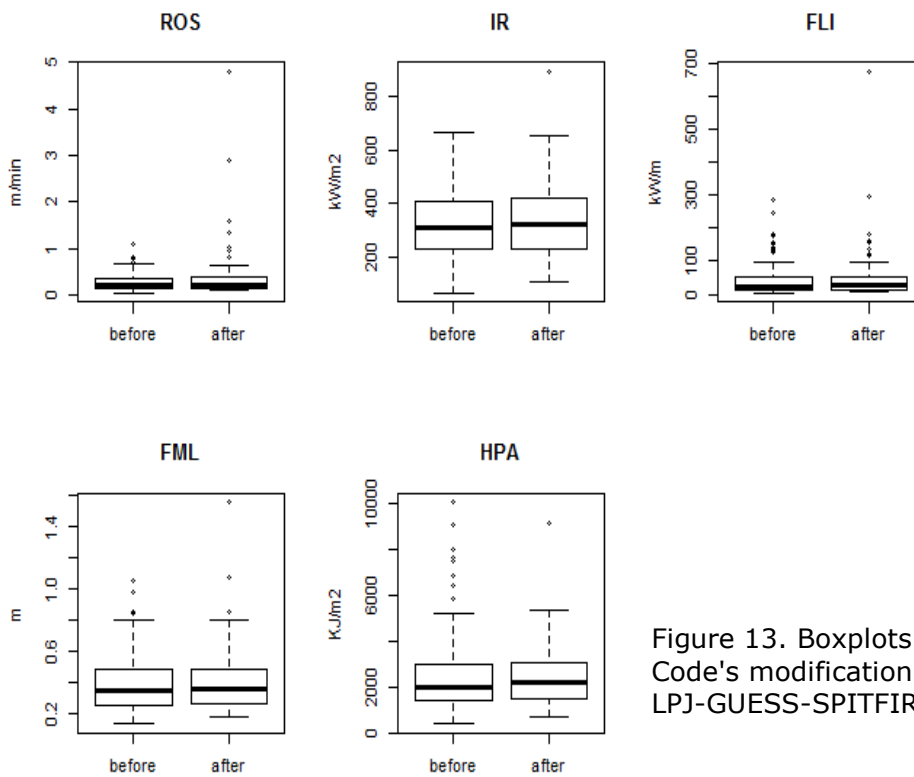 ROS
IR
FLI
m/min
5
4
3
2
1
0
before
after
kW/m2
800
600
400
200
before
after
kW/m
700
500
300
100
0
before
after
FML
HPA
m
1.4
1.0
0.6
0.2
before
after
KJ/m2
10000
6000
2000
0
before
after
Figure 13. Boxplots
Code's modification
LPJ-GUESS-SPITFIR